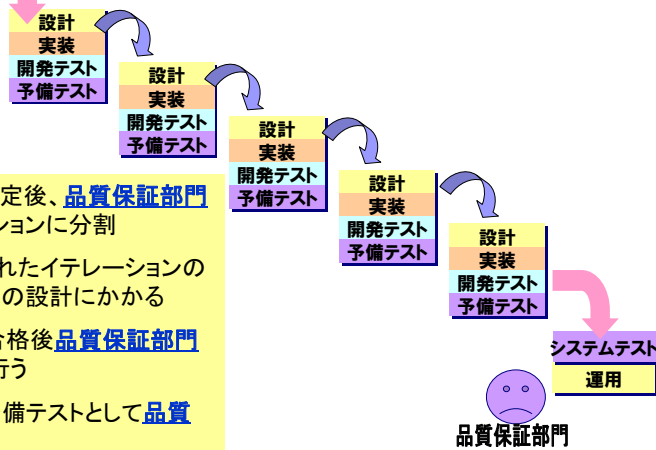 設計
実装
開発テスト
予備テスト
設計
実装
開発テスト
予備テスト
設計
実装
開発テスト
予備テスト
設計
実装
開発テスト
予備テスト
設計
実装
開発テスト
予備テスト
定後、品質保証部門
ションに分割
れたイテレーションの
の設計にかかる
合格後品質保証部門
行う
備テストとして品質
システムテスト
運用
品質保証部門